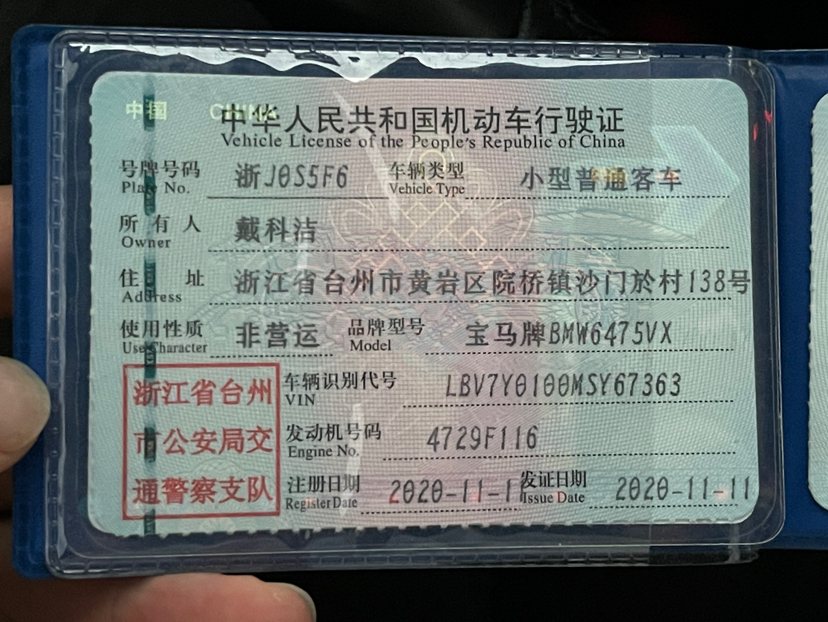 中国 CHINA
中华人民共和国机动车行驶证
Vehicle License of the People's Republic of China
号牌号码 浙J0S5F6 车辆类型 小型普通客车
Plate No. Vehicle Type
所有人 戴科洁
Owner
住址 浙江省台州市黄岩区院桥镇沙门於村138号
Address
使用性质 非营运 品牌型号 宝马牌BMW6475VX
Use Character Model
浙江省台州 车辆识别代号 LBV7Y0100MSY67363
VIN
市公安局交 发动机号码 4729F116
Engine No.
通警察支队 注册日期 2020-11-1 发证日期 2020-11-11
Register Date Issue Date